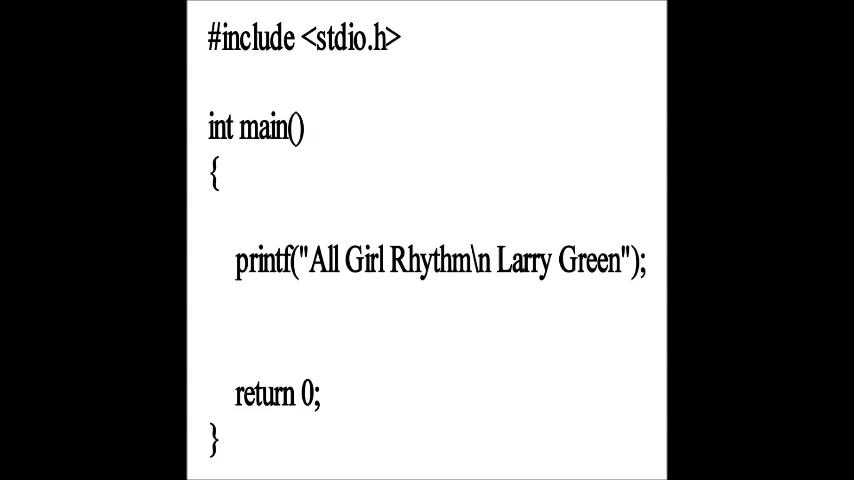 #include <stdio.h>
int main()
{
printf("All Girl Rhythm\n Larry Green");
return 0;
}